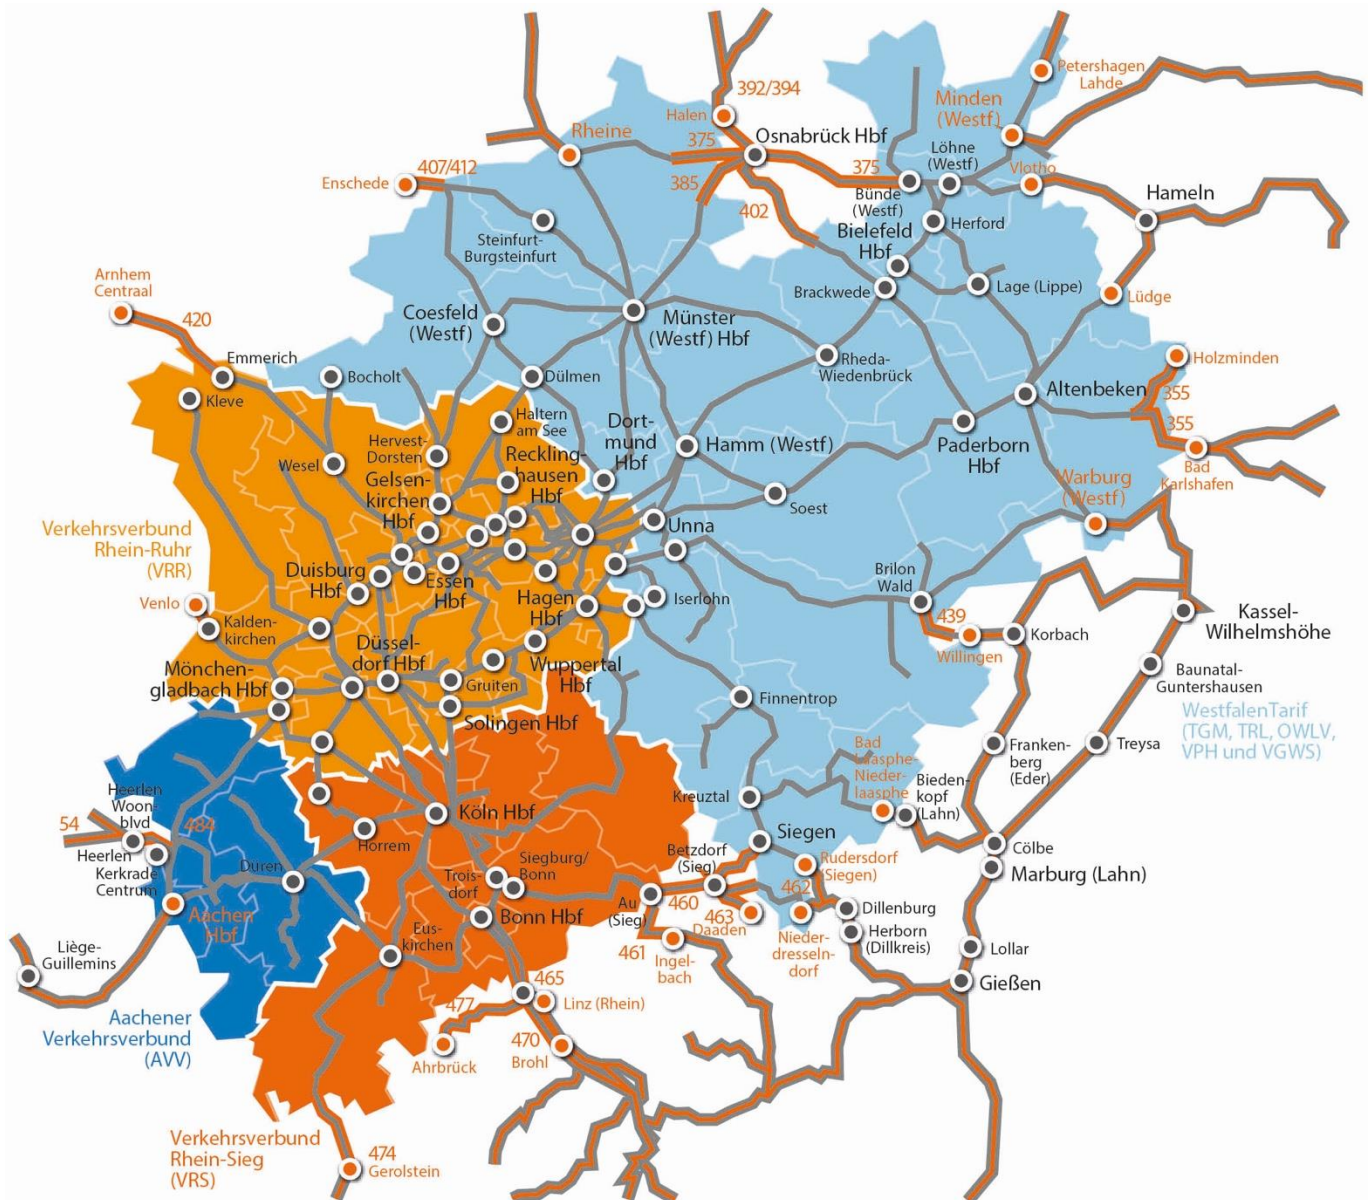 392/394
Petershagen
Lahde
Minden
(Westf)
Halen
Osnabrück Hbf
Rheine
375
Löhne
(Westf)
Vlotho
375
407/412
Enschede
385
Bünde
(Westf)
Hameln
402
Steinfurt-
Burgsteinfurt
Bielefeld
Hbf
Herford
Arnhem
Centraal
Brackwede
Lage (Lippe)
Lüdge
420
Coesfeld
(Westf)
Münster
(Westf) Hbf
Emmerich
Bocholt
Dülmen
Rheda-
Wiedenbrück
Holzminden
Kleve
Altenbeken
355
355
Haltern
am See
Dort-
mund
Hbf
Hamm (Westf)
Paderborn
Hbf
Hervest-
Dorsten
Reckling-
hausen
Hbf
Bad
Karlshafen
Wesel
Gelsen-
kirchen
Hbf
Warburg
(Westf)
Soest
Unna
Verkehrsverbund
Rhein-Ruhr
(VRR)
Duisburg
Hbf
Essen
Hbf
Hagen
Hbf
Iserlohn
Brilon
Wald
Venlo
Kalden-
kirchen
439
Willingen
Korbach
Kassel-
Wilhelmshöhe
Düssel-
dorf Hbf
Mönchen-
gladbach Hbf
Gruiten
Wuppertal
Hbf
Baunatal-
Guntershausen
Solingen Hbf
Finnentrop
WestfalenTarif
(TGM, TRL, OWLV,
VPH und VGWS)
Franken-
berg
(Eder)
Treysa
Bad
Laasphe-
Nieder-
laasphe
Bieden-
kopf
(Lahn)
Heerlen
Woon-
blvd
Kreuztal
Köln Hbf
54
484
Horrem
Siegen
Cölbe
Heerlen
Kerkrade
Centrum
Düren
Siegburg/
Bonn
Trois-
dorf
Betzdorf
(Sieg)
Rudersdorf
(Siegen)
Marburg (Lahn)
Au
(Sieg)
460
462
463
Daaden
Dillenburg
Aachen
Hbf
Bonn Hbf
Eus-
kirchen
Herborn
(Dillkreis)
Nieder-
dresseln-
dorf
461
Ingel-
bach
Lollar
Liège-
Guillemins
Gießen
465
Linz (Rhein)
477
Aachener
Verkehrsverbund
(AVV)
470
Brohl
Ahrbrück
Verkehrsverbund
Rhein-Sieg
(VRS)
474
Gerolstein